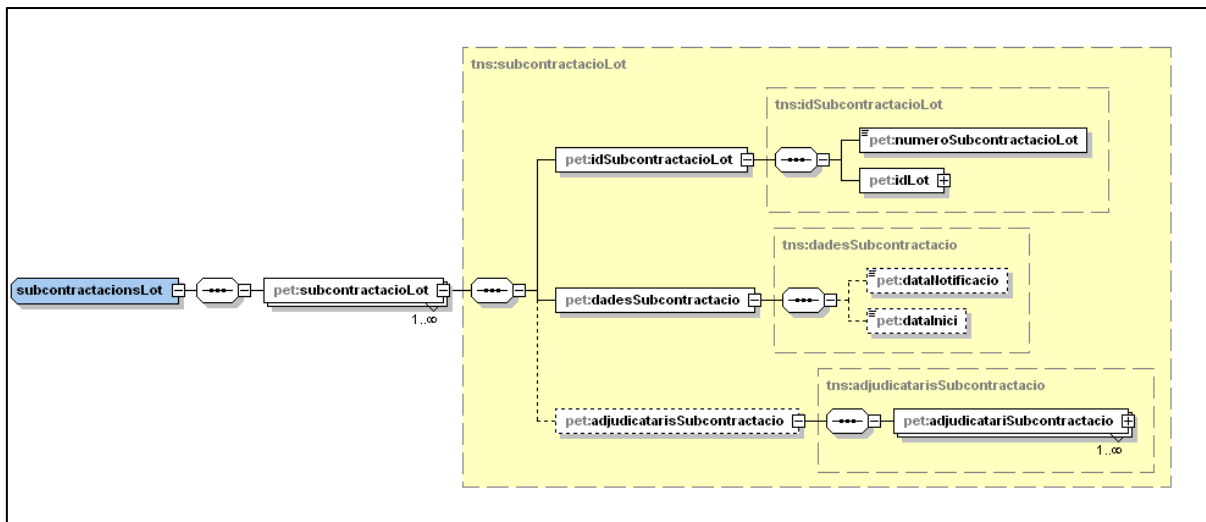 tns:subcontractacioLot
tns:idSubcontractacioLot
pet:numeroSubcontractacioLot
pet:idSubcontractacioLot
pet:idLot
tns:dadesSubcontractacio
pet:dataNotificacio
subcontractacionsLot
pet:subcontractacioLot
pet:dadesSubcontractacio
1..∞
pet:dataInici
tns:adjudicatarisSubcontractacio
pet:adjudicatarisSubcontractacio
pet:adjudicatariSubcontractacio
1..∞